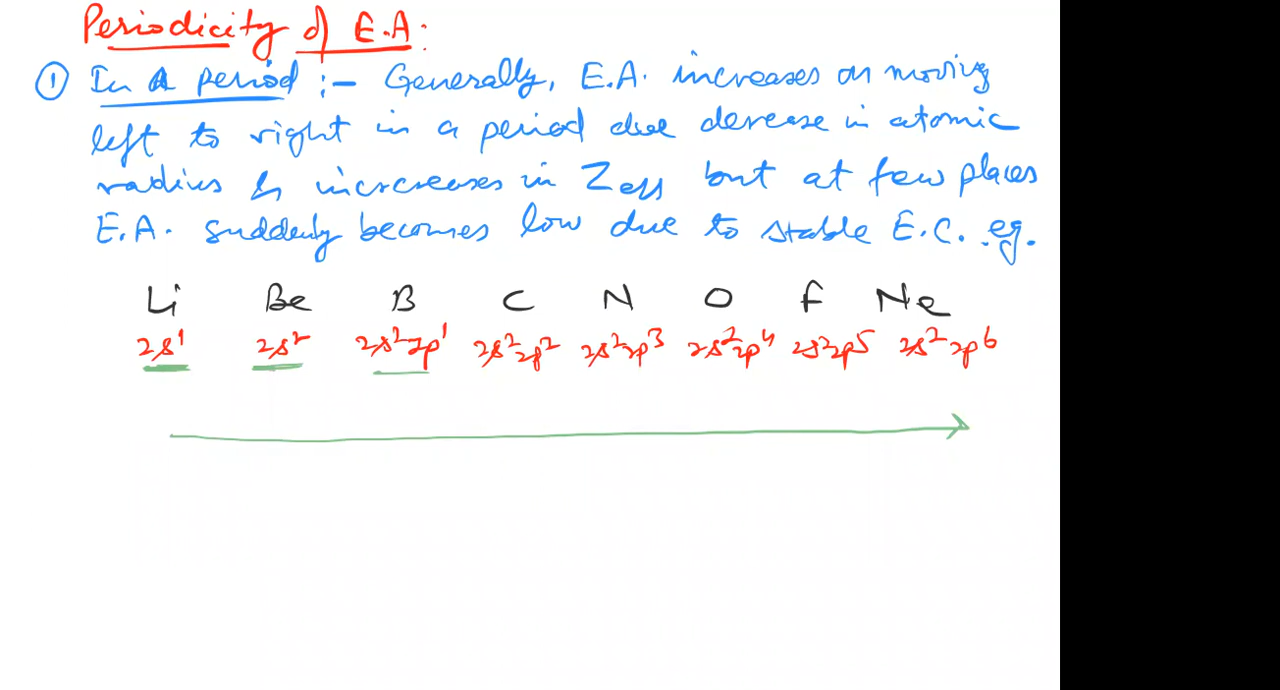 Periodicity of E.A:
① In A period :- Generally, E.A. increases on moving
left to right in a period due derease in atomic
radius & increreases in Zeff but at few places
E.A. suddenly becomes low due to stable E.C. eg.
Li Be B C N O F Ne
2s¹ 2s² 2s²2p¹ 2s²2p² 2s²2p³ 2s²2p⁴ 2s²2p⁵ 2s²2p⁶